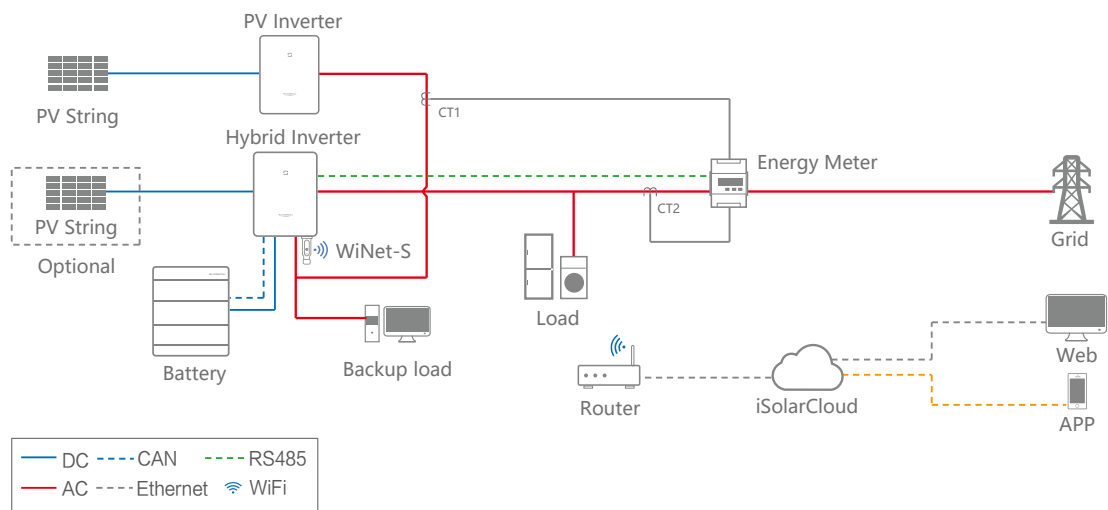 PV Inverter
PV String
CT1
Hybrid Inverter
Energy Meter
PV String
CT2
Optional
WiNet-S
Grid
Load
Battery
Backup load
Web
Router
iSolarCloud
APP
DC CAN RS485
AC Ethernet WiFi